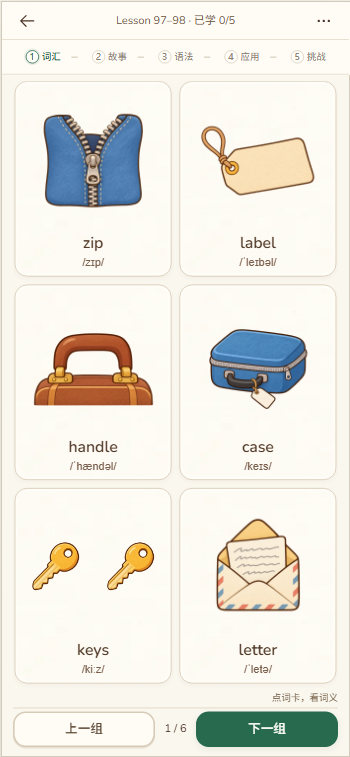 Lesson 97–98 · 已学 0/5
1 词汇 – 2 故事 – 3 语法 – 4 应用 – 5 挑战
zip label
/zɪp/ /ˈleɪbəl/
handle case
/ˈhændəl/ /keɪs/
keys letter
/kiːz/ /ˈletə/
点词卡，看词义
上一组 1 / 6 下一组